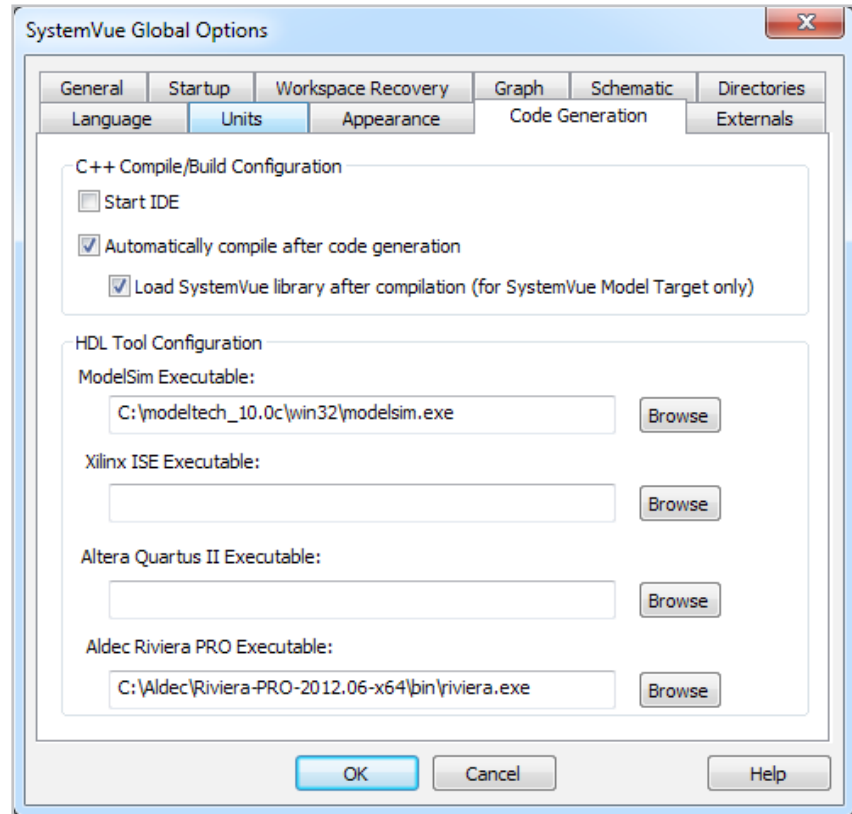 SystemVue Global Options
General Startup Workspace Recovery Graph Schematic Directories
Language Units Appearance Code Generation Externals
C++ Compile/Build Configuration
Start IDE
Automatically compile after code generation
Load SystemVue library after compilation (for SystemVue Model Target only)
HDL Tool Configuration
ModelSim Executable:
C:\modeltech_10.0c\win32\modelsim.exe Browse
Xilinx ISE Executable:
Browse
Altera Quartus II Executable:
Browse
Aldec Riviera PRO Executable:
C:\Aldec\Riviera-PRO-2012.06-x64\bin\riviera.exe Browse
OK Cancel Help